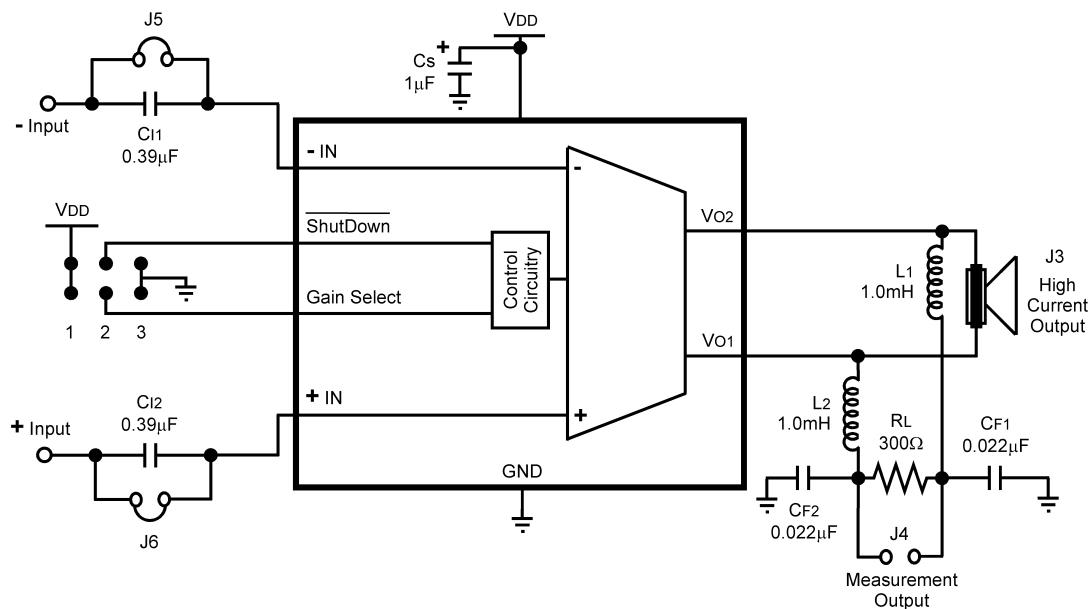 J5
- Input
CI1
0.39µF
VDD
+
Cs
1µF
- IN
-
ShutDown
VDD
Gain Select
1 2 3
Control
Circuitry
VO2
VO1
L1
1.0mH
J3
High
Current
Output
+ Input
CI2
0.39µF
J6
+ IN
+
GND
L2
1.0mH
RL
300Ω
CF1
0.022µF
CF2
0.022µF
J4
Measurement
Output